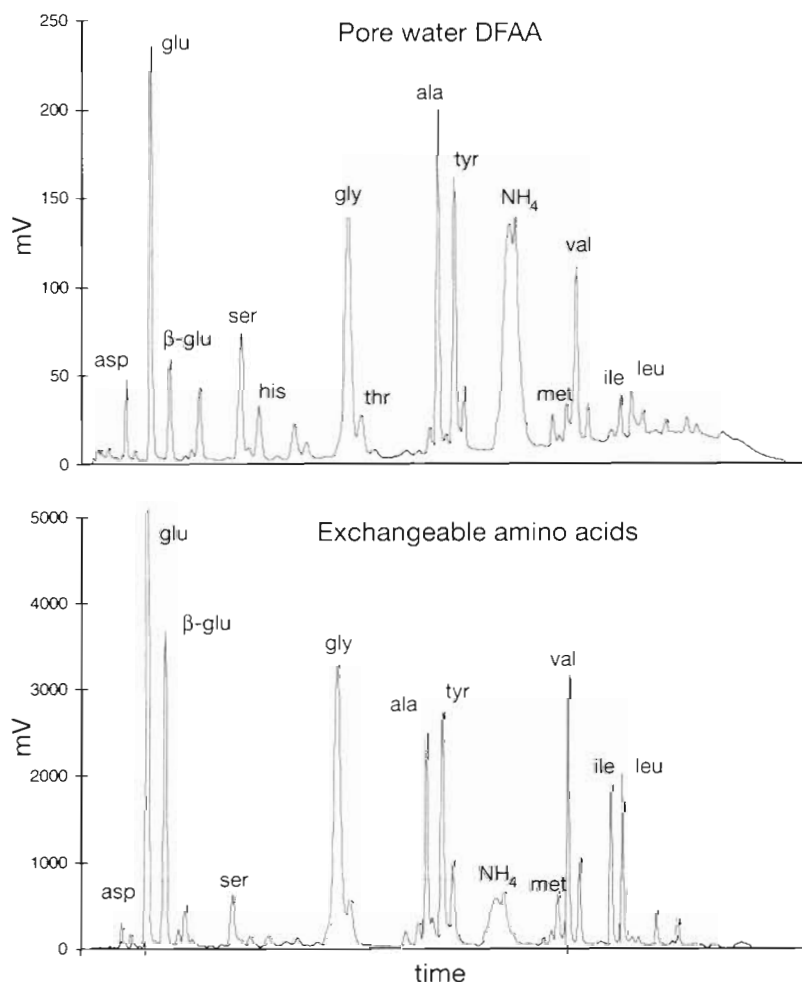 Pore water DFAA
250
200
150
100
50
0
mV
asp
glu
β-glu
ser
his
gly
thr
ala
tyr
NH₄
met
val
ile
leu
Exchangeable amino acids
5000
4000
3000
2000
1000
0
mV
asp
glu
β-glu
ser
gly
ala
tyr
NH₄
met
val
ile
leu
time